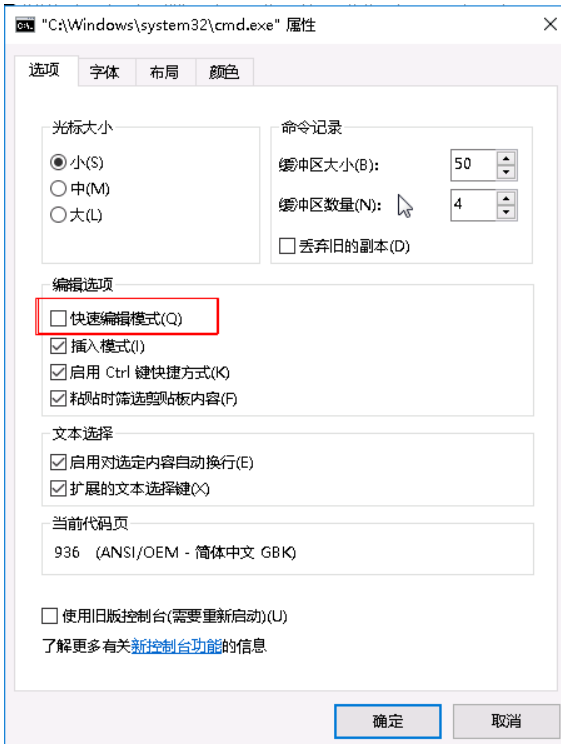 "C:\Windows\system32\cmd.exe" 属性
选项 字体 布局 颜色
光标大小
小(S)
中(M)
大(L)
命令记录
缓冲区大小(B): 50
缓冲区数量(N): 4
丢弃旧的副本(D)
编辑选项
快速编辑模式(Q)
插入模式(I)
启用 Ctrl 键快捷方式(K)
粘贴时筛选剪贴板内容(F)
文本选择
启用对选定内容自动换行(E)
扩展的文本选择键(X)
当前代码页
936 (ANSI/OEM - 简体中文 GBK)
使用旧版控制台(需要重新启动)(U)
了解更多有关新控制台功能的信息
确定 取消